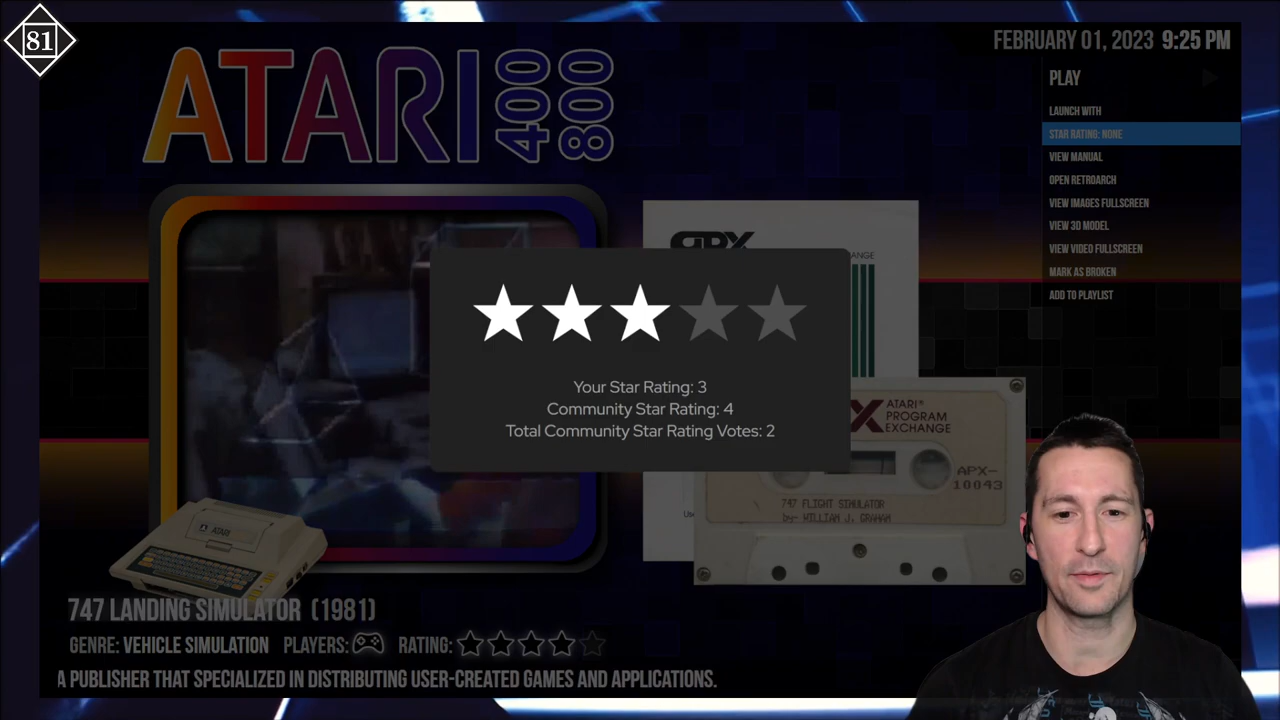 81
FEBRUARY 01, 2023 9:25 PM
ATARI 400 800
PLAY
LAUNCH WITH
STAR RATING: NONE
VIEW MANUAL
OPEN RETROARCH
VIEW IMAGES FULLSCREEN
VIEW 3D MODEL
VIEW VIDEO FULLSCREEN
MARK AS BROKEN
ADD TO PLAYLIST
APX
ANGE
Your Star Rating: 3
Community Star Rating: 4
Total Community Star Rating Votes: 2
X ATARI®
PROGRAM
EXCHANGE
APX-
10043
747 FLIGHT SIMULATOR
by- WILLIAM J. GRAHAM
ATARI
747 LANDING SIMULATOR (1981)
GENRE: VEHICLE SIMULATION PLAYERS: RATING:
A PUBLISHER THAT SPECIALIZED IN DISTRIBUTING USER-CREATED GAMES AND APPLICATIONS.